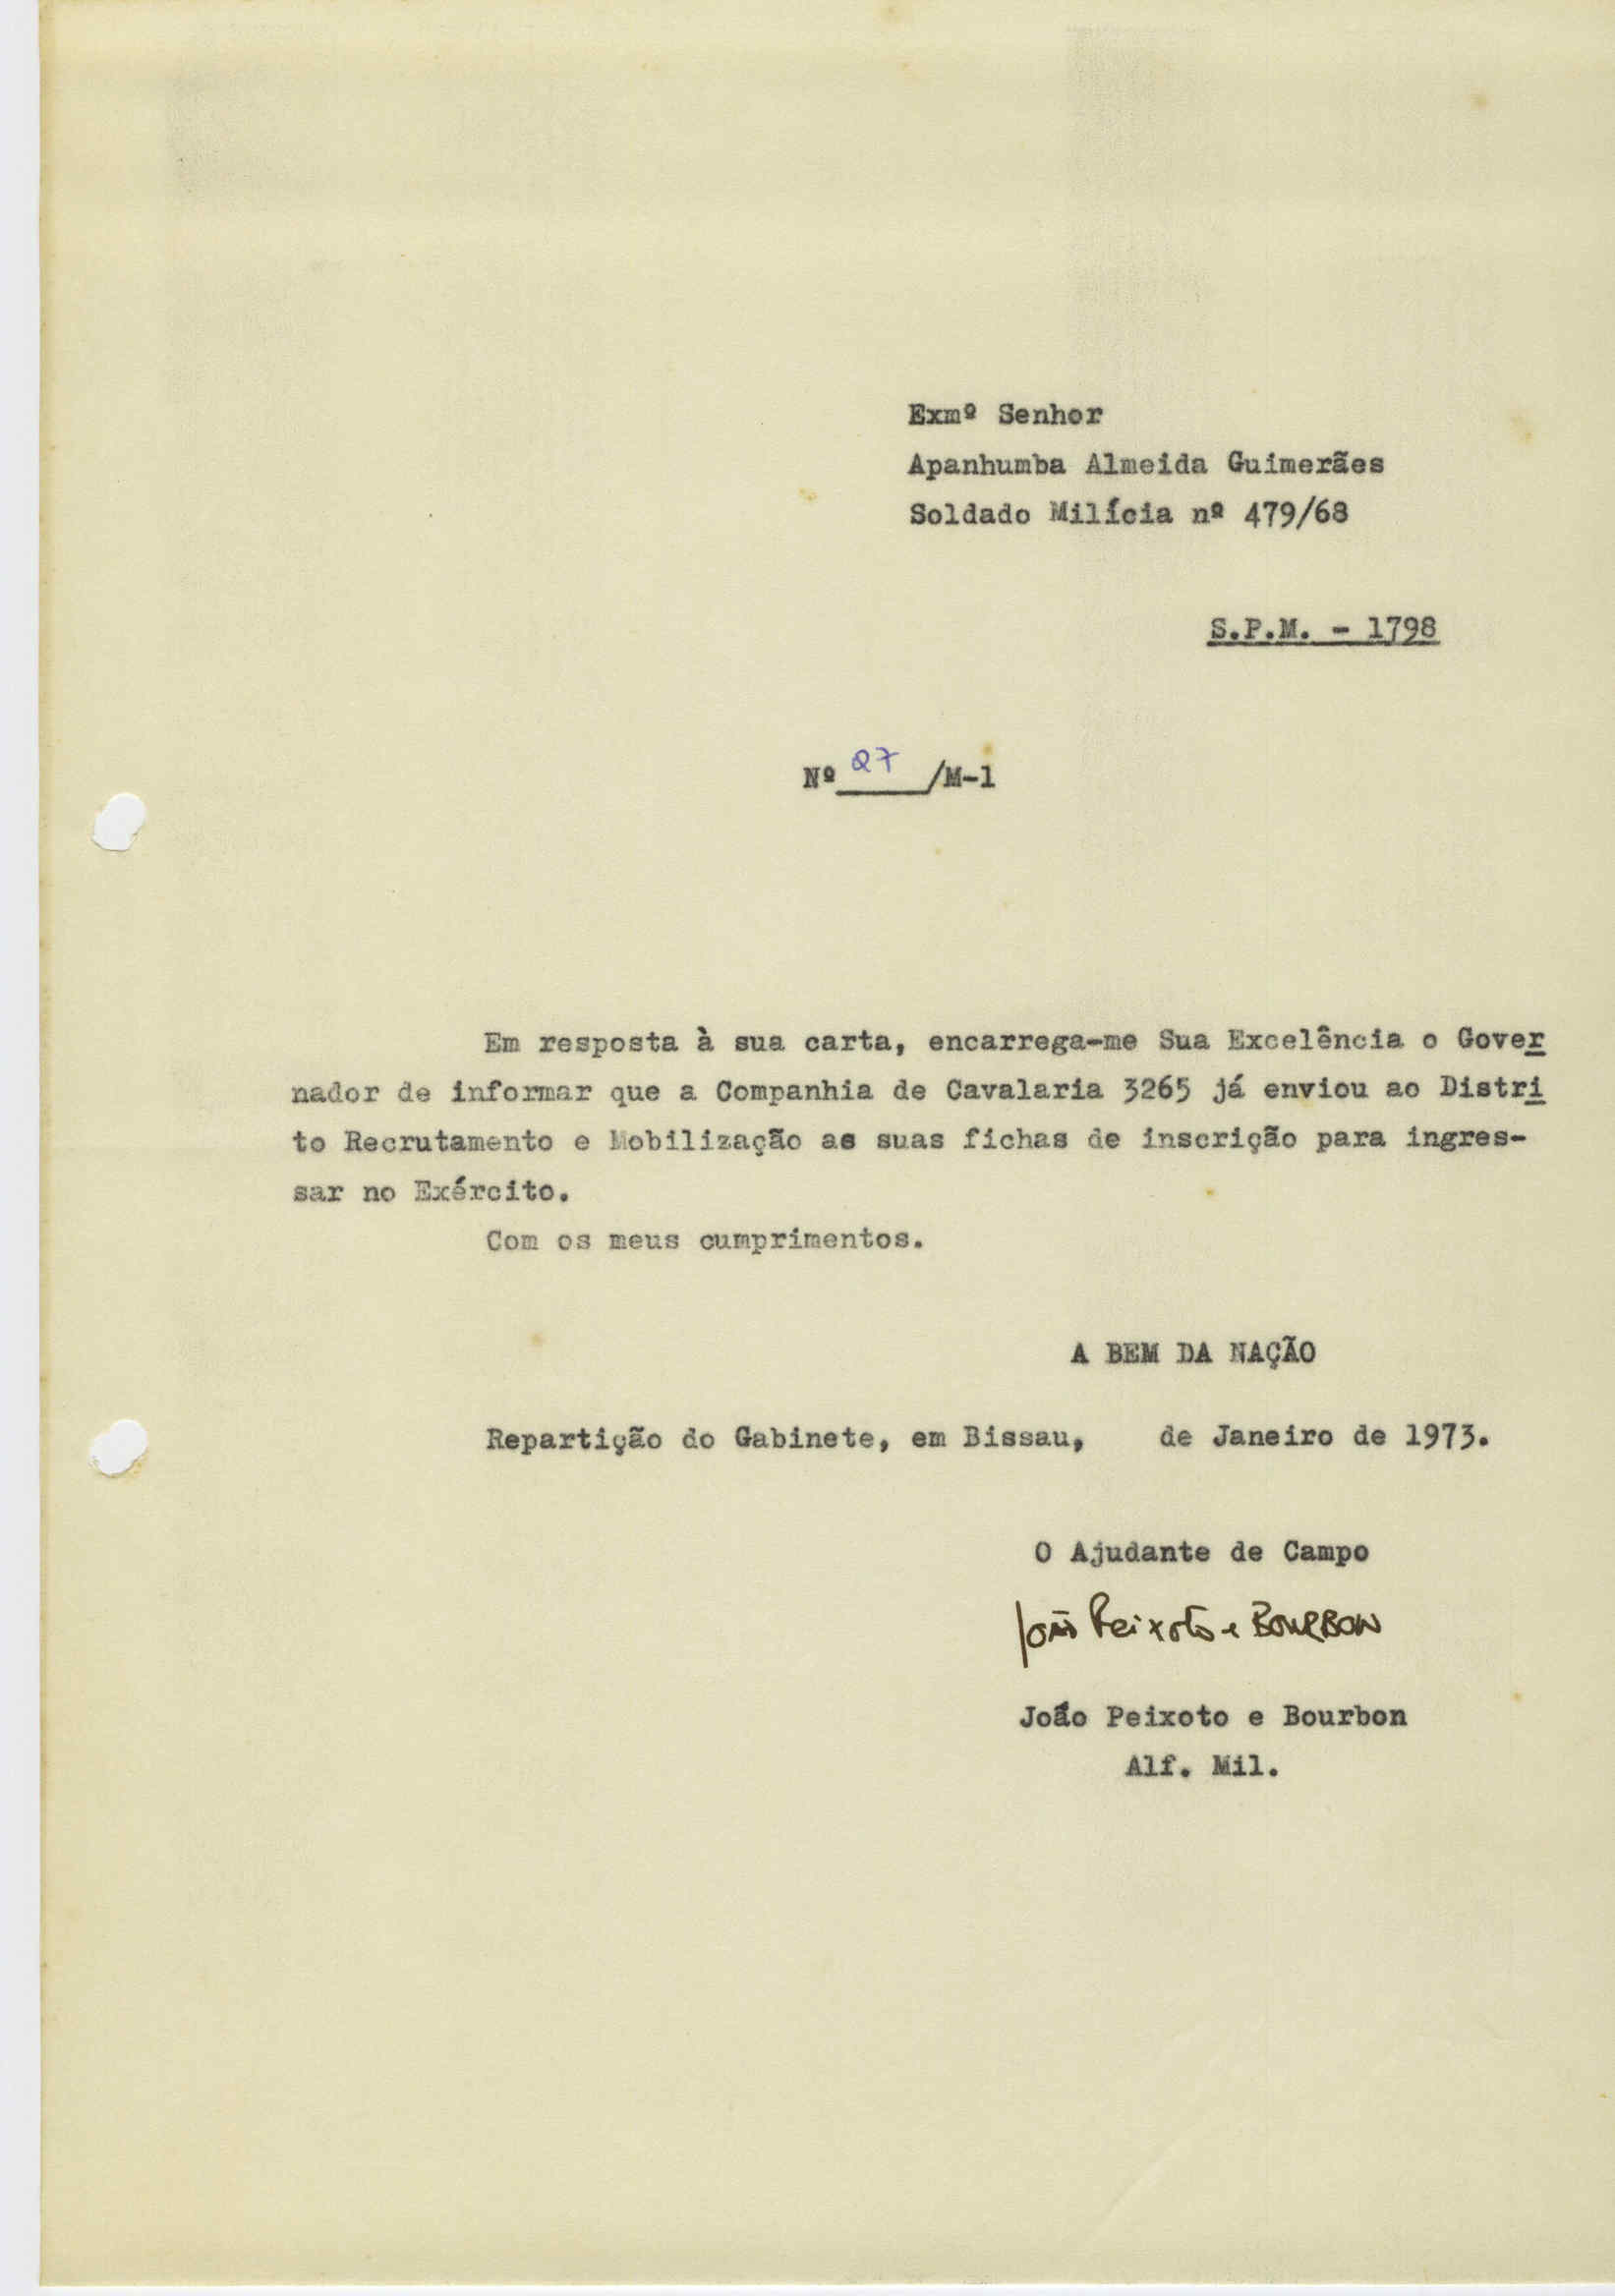 Exmº Senhor
Apanhumba Almeida Guimerães
Soldado Milícia nº 479/68
S.P.M. - 1798
Nº 27 /M-1
Em resposta à sua carta, encarrega-me Sua Excelência o Gover
nador de informar que a Companhia de Cavalaria 3265 já enviou ao Distri
to Recrutamento e Mobilização as suas fichas de inscrição para ingres-
sar no Exército.
Com os meus cumprimentos.
A BEM DA NAÇÃO
Repartição do Gabinete, em Bissau, de Janeiro de 1973.
O Ajudante de Campo
João Peixoto e BOURBON
João Peixoto e Bourbon
Alf. Mil.